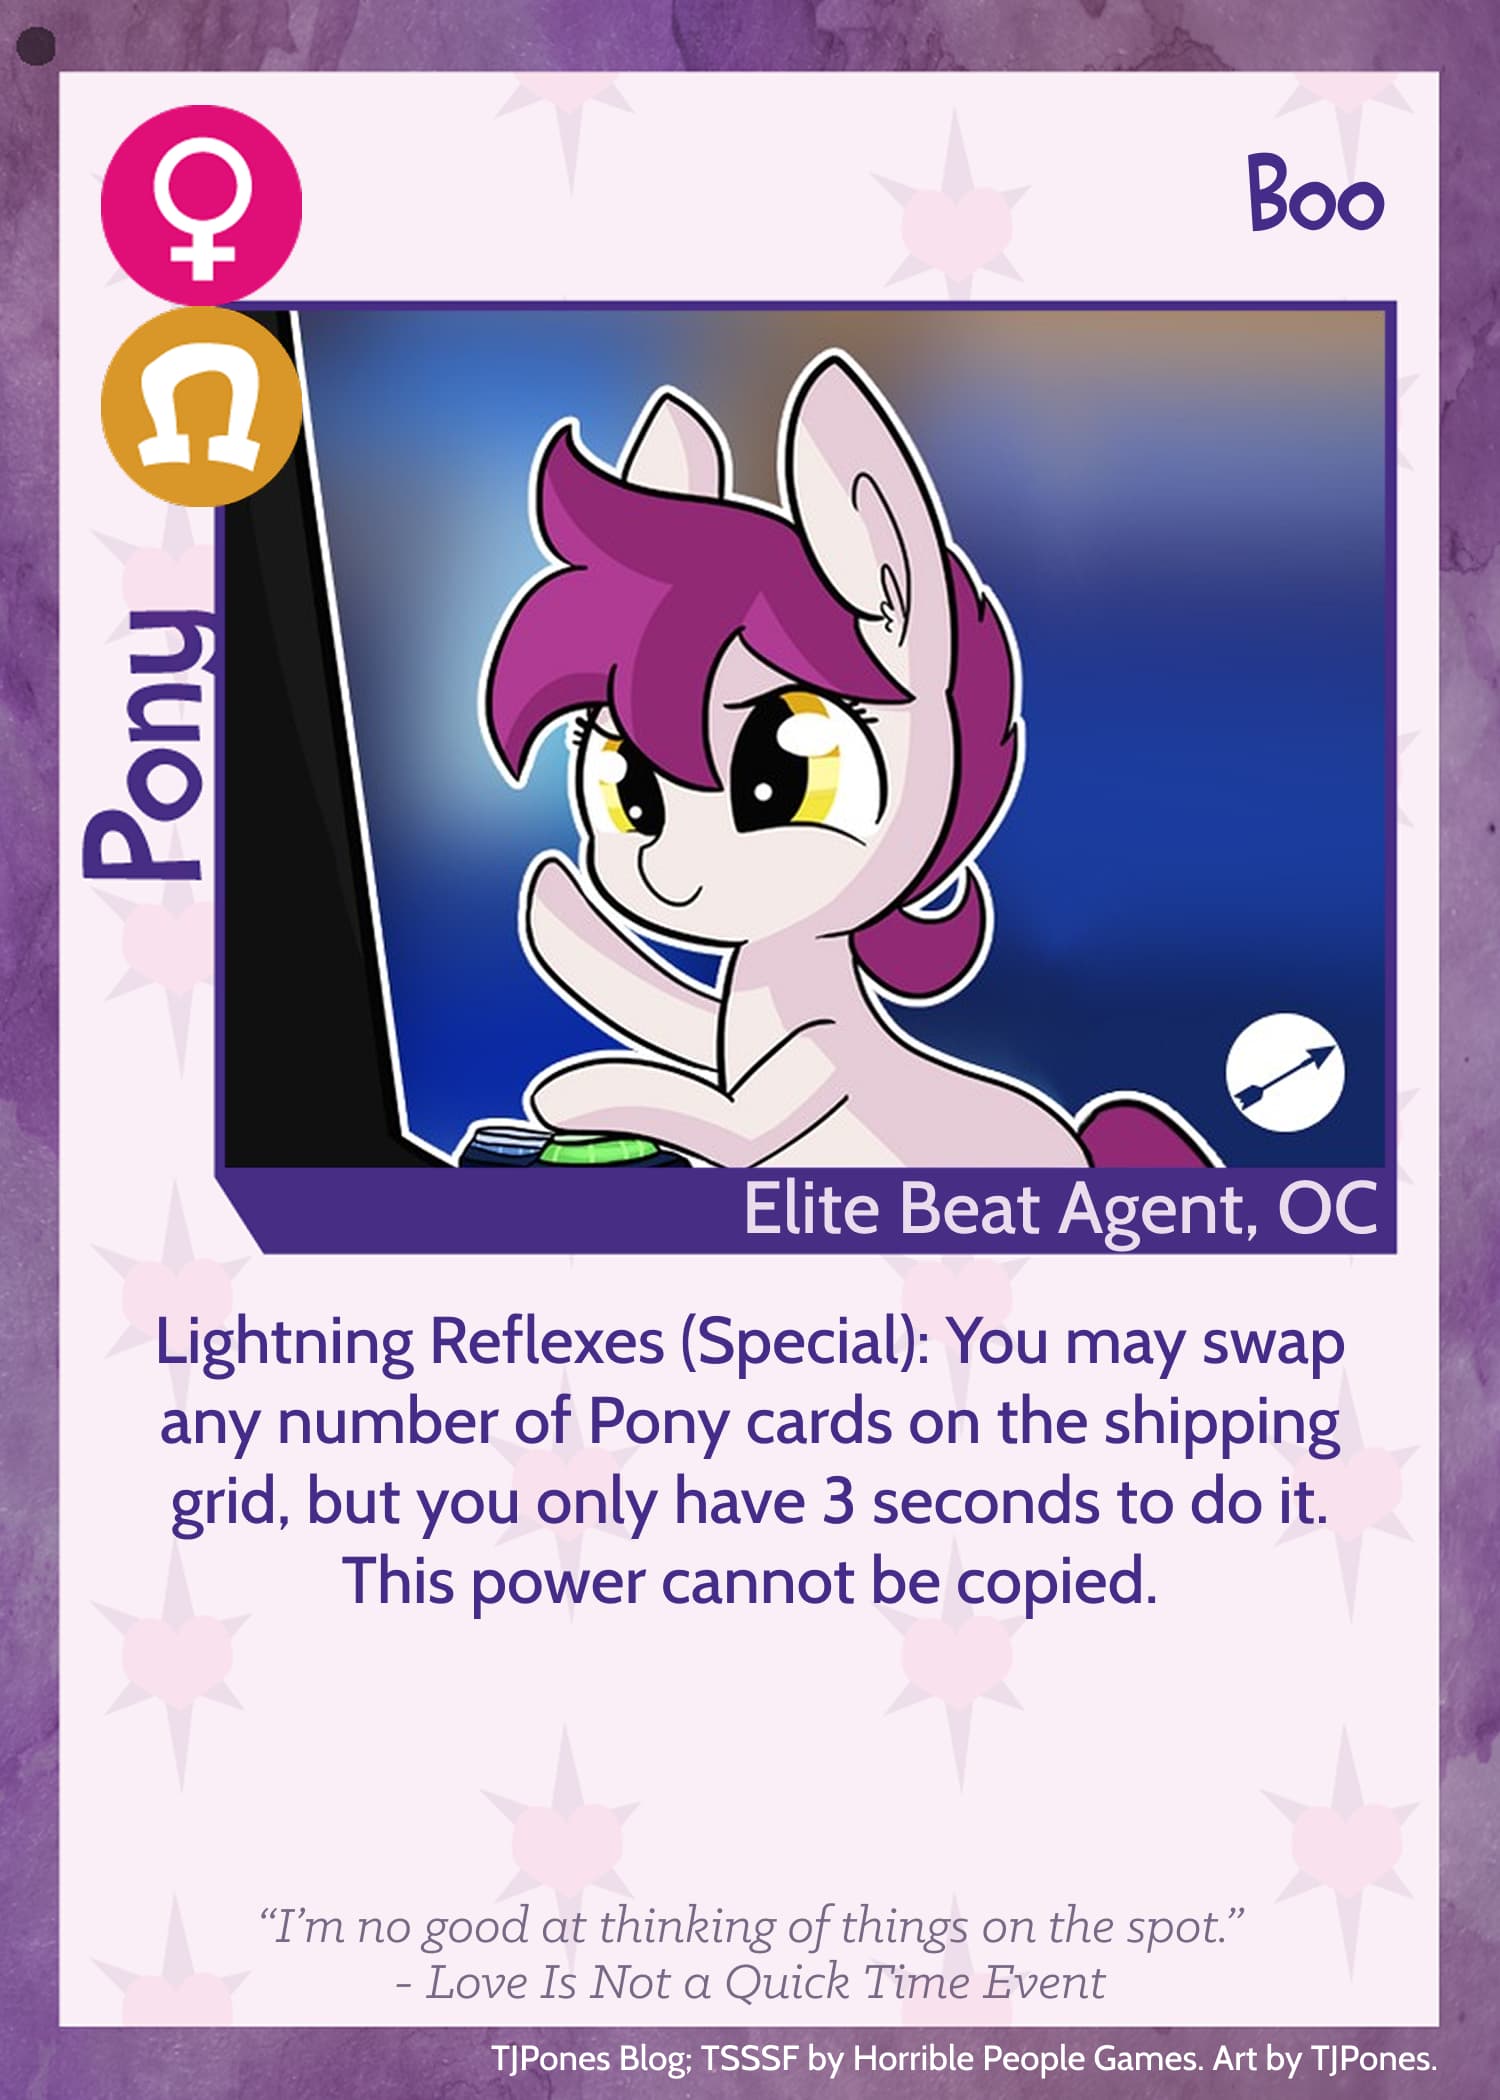 Boo
Pony
Elite Beat Agent, OC
Lightning Reflexes (Special): You may swap
any number of Pony cards on the shipping
grid, but you only have 3 seconds to do it.
This power cannot be copied.
“I’m no good at thinking of things on the spot.”
- Love Is Not a Quick Time Event
TJPones Blog; TSSSF by Horrible People Games. Art by TJPones.